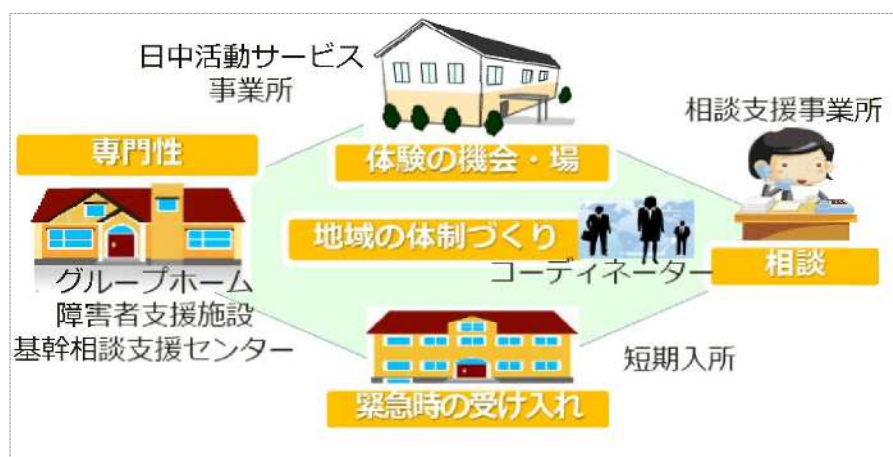 日中活動サービス
事業所
相談支援事業所
専門性
体験の機会・場
地域の体制づくり
コーディネーター
相談
グループホーム
障害者支援施設
基幹相談支援センター
短期入所
緊急時の受け入れ